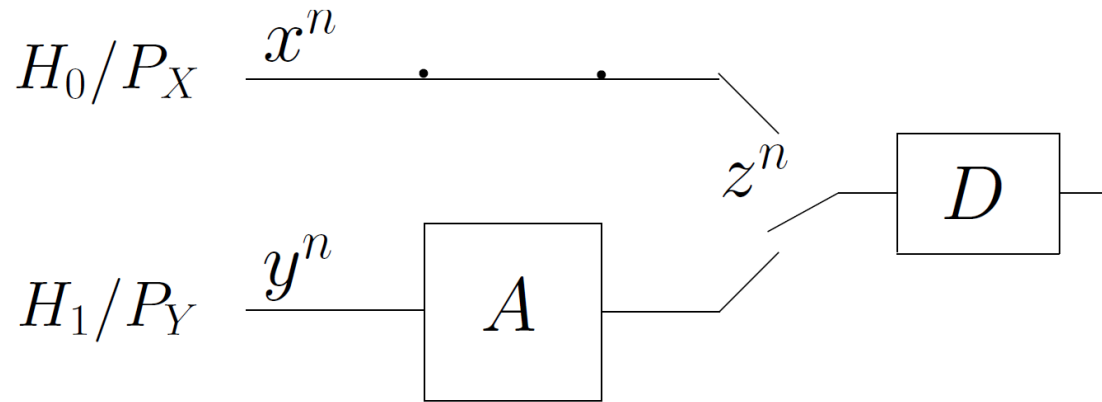 H_0/P_X
x^n
z^n
D
H_1/P_Y
y^n
A